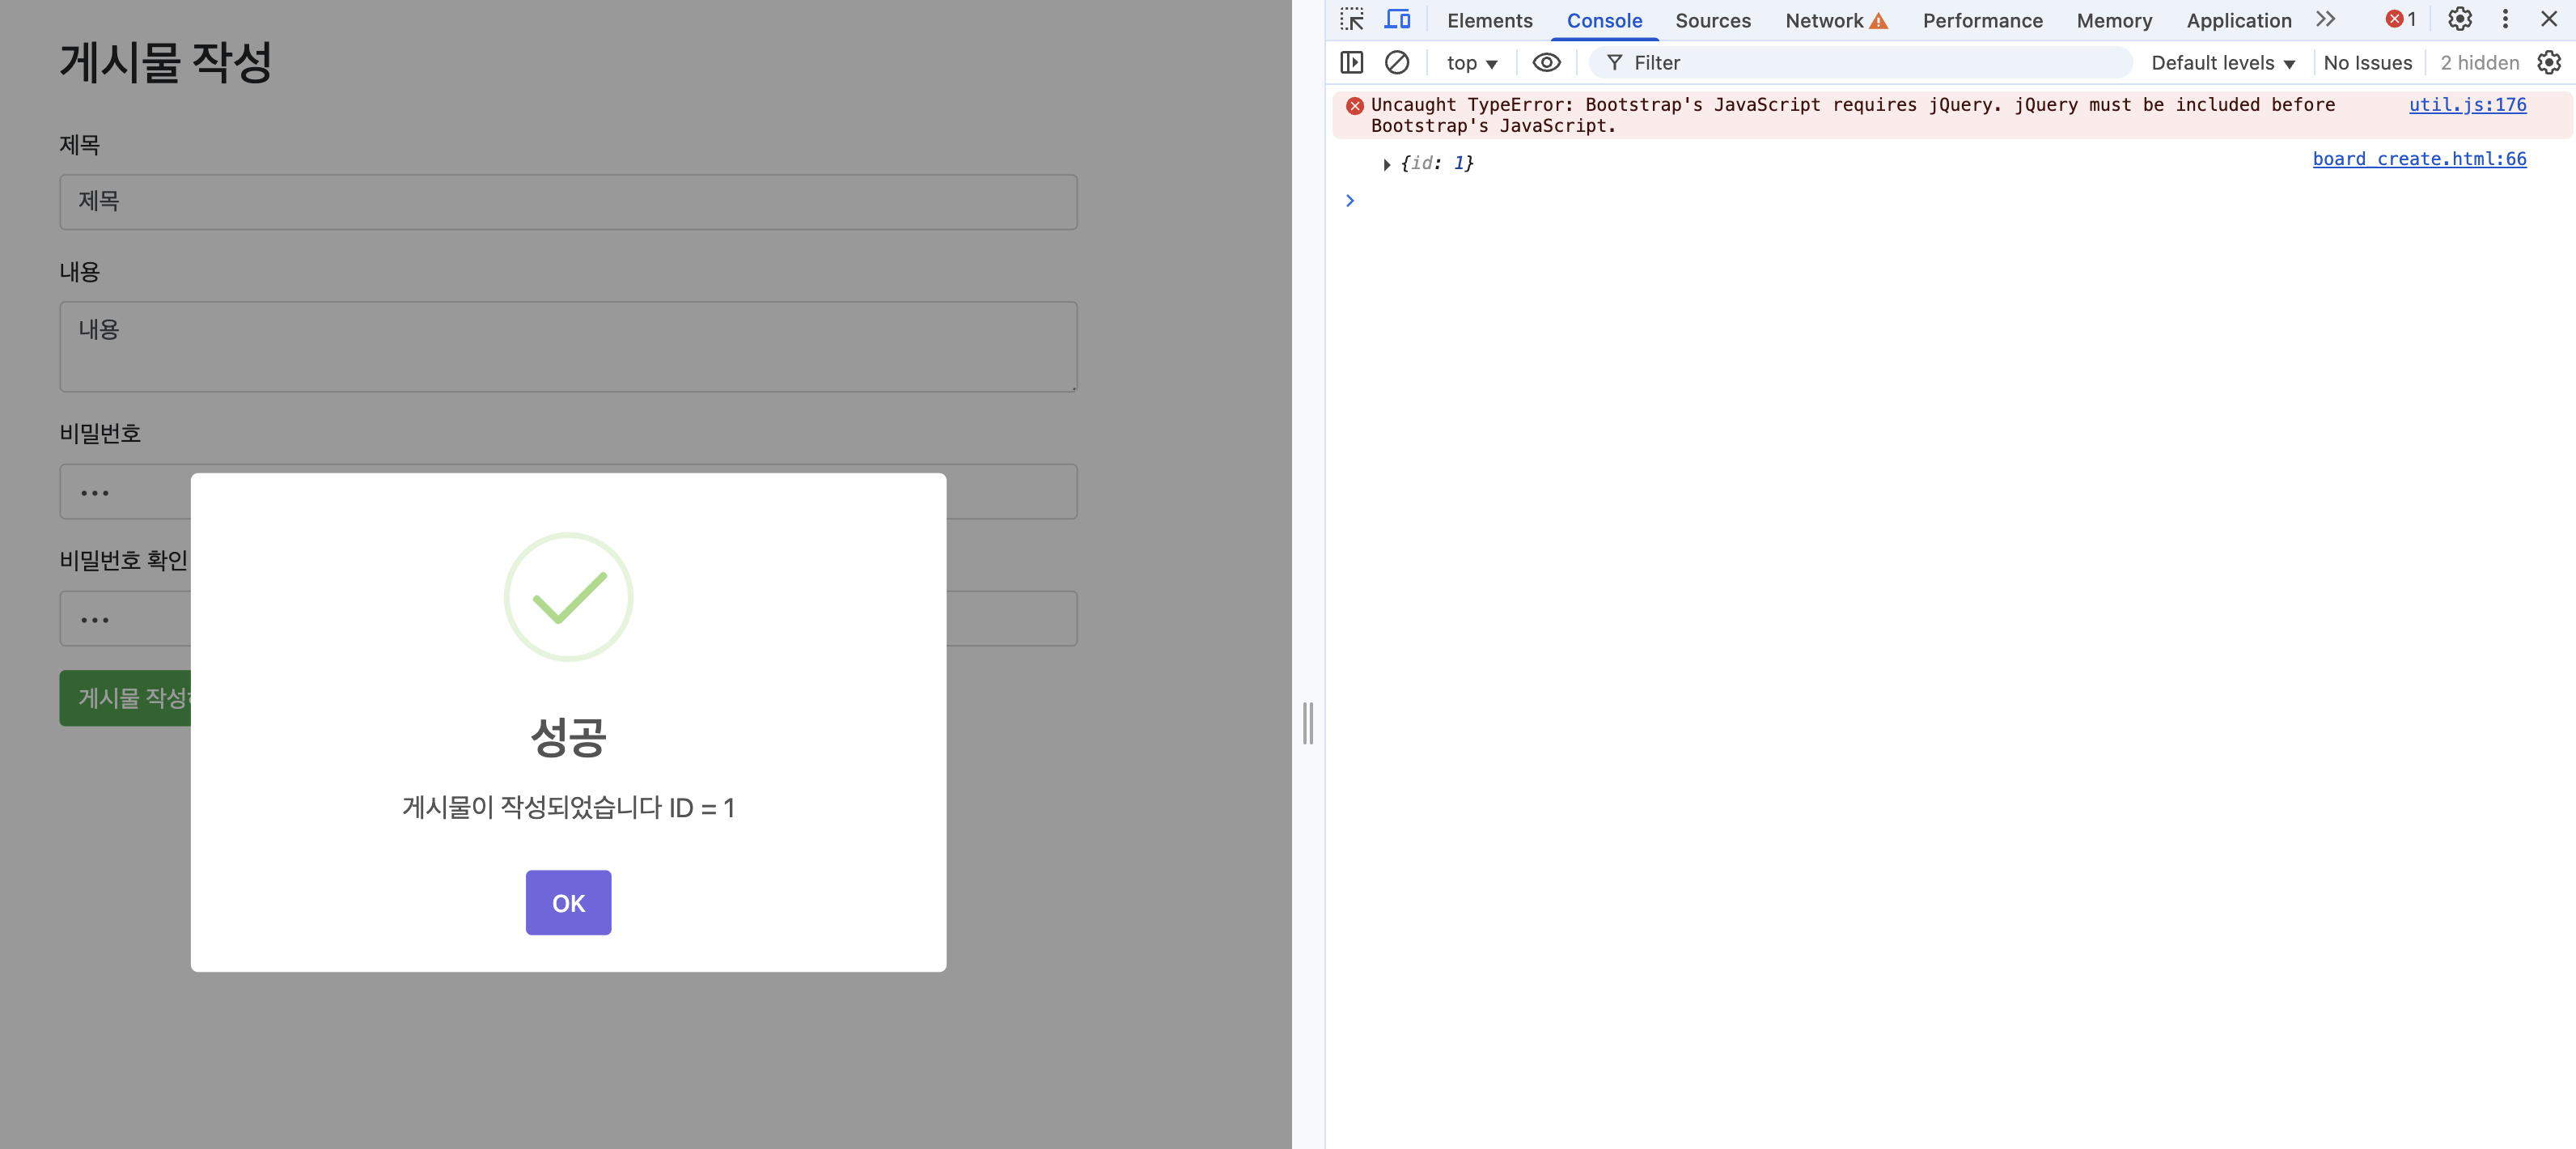 게시물 작성
제목
제목
내용
내용
비밀번호
•••
비밀번호 확인
•••
게시물 작성
성공
게시물이 작성되었습니다 ID = 1
OK
Elements Console Sources Network Performance Memory Application 1
top Filter Default levels No Issues 2 hidden
Uncaught TypeError: Bootstrap's JavaScript requires jQuery. jQuery must be included before util.js:176
Bootstrap's JavaScript.
{id: 1} board_create.html:66